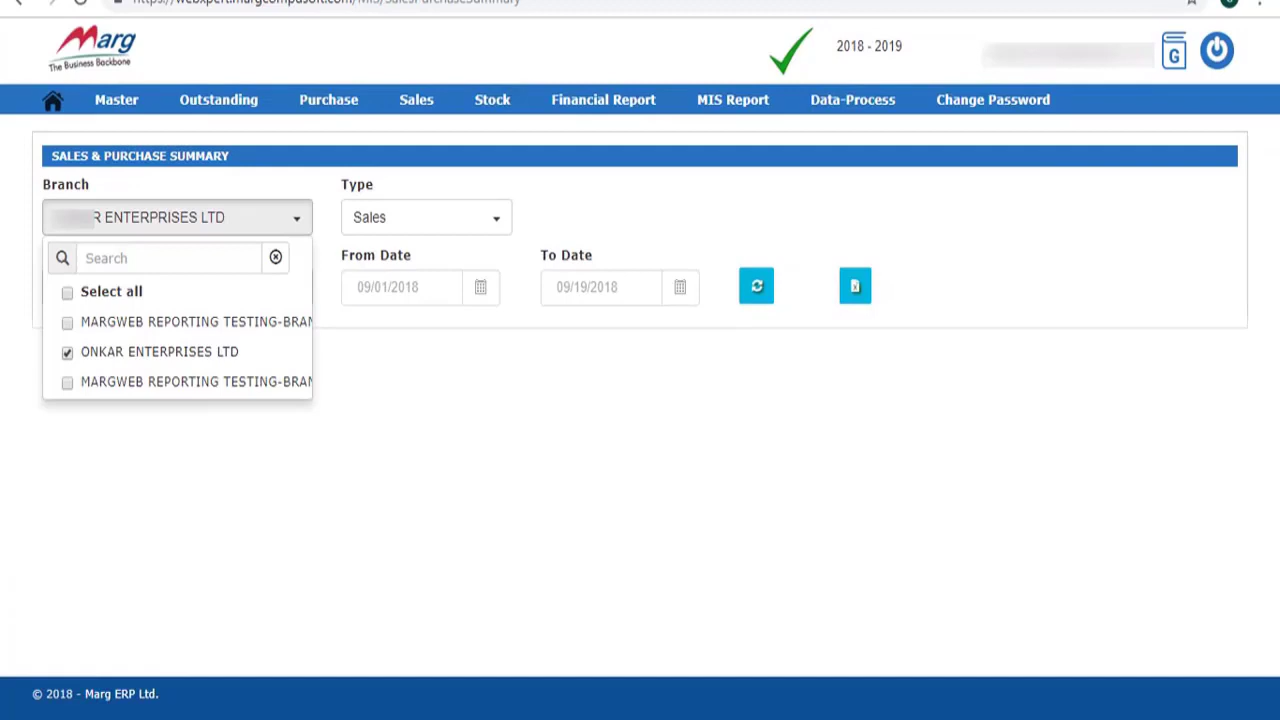 Marg
The Business Backbone
2018 - 2019
G
Master Outstanding Purchase Sales Stock Financial Report MIS Report Data-Process Change Password
SALES & PURCHASE SUMMARY
Branch Type
R ENTERPRISES LTD Sales
Search
From Date To Date
09/01/2018 09/19/2018
Select all
MARGWEB REPORTING TESTING-BRAN
ONKAR ENTERPRISES LTD
MARGWEB REPORTING TESTING-BRAN
© 2018 - Marg ERP Ltd.